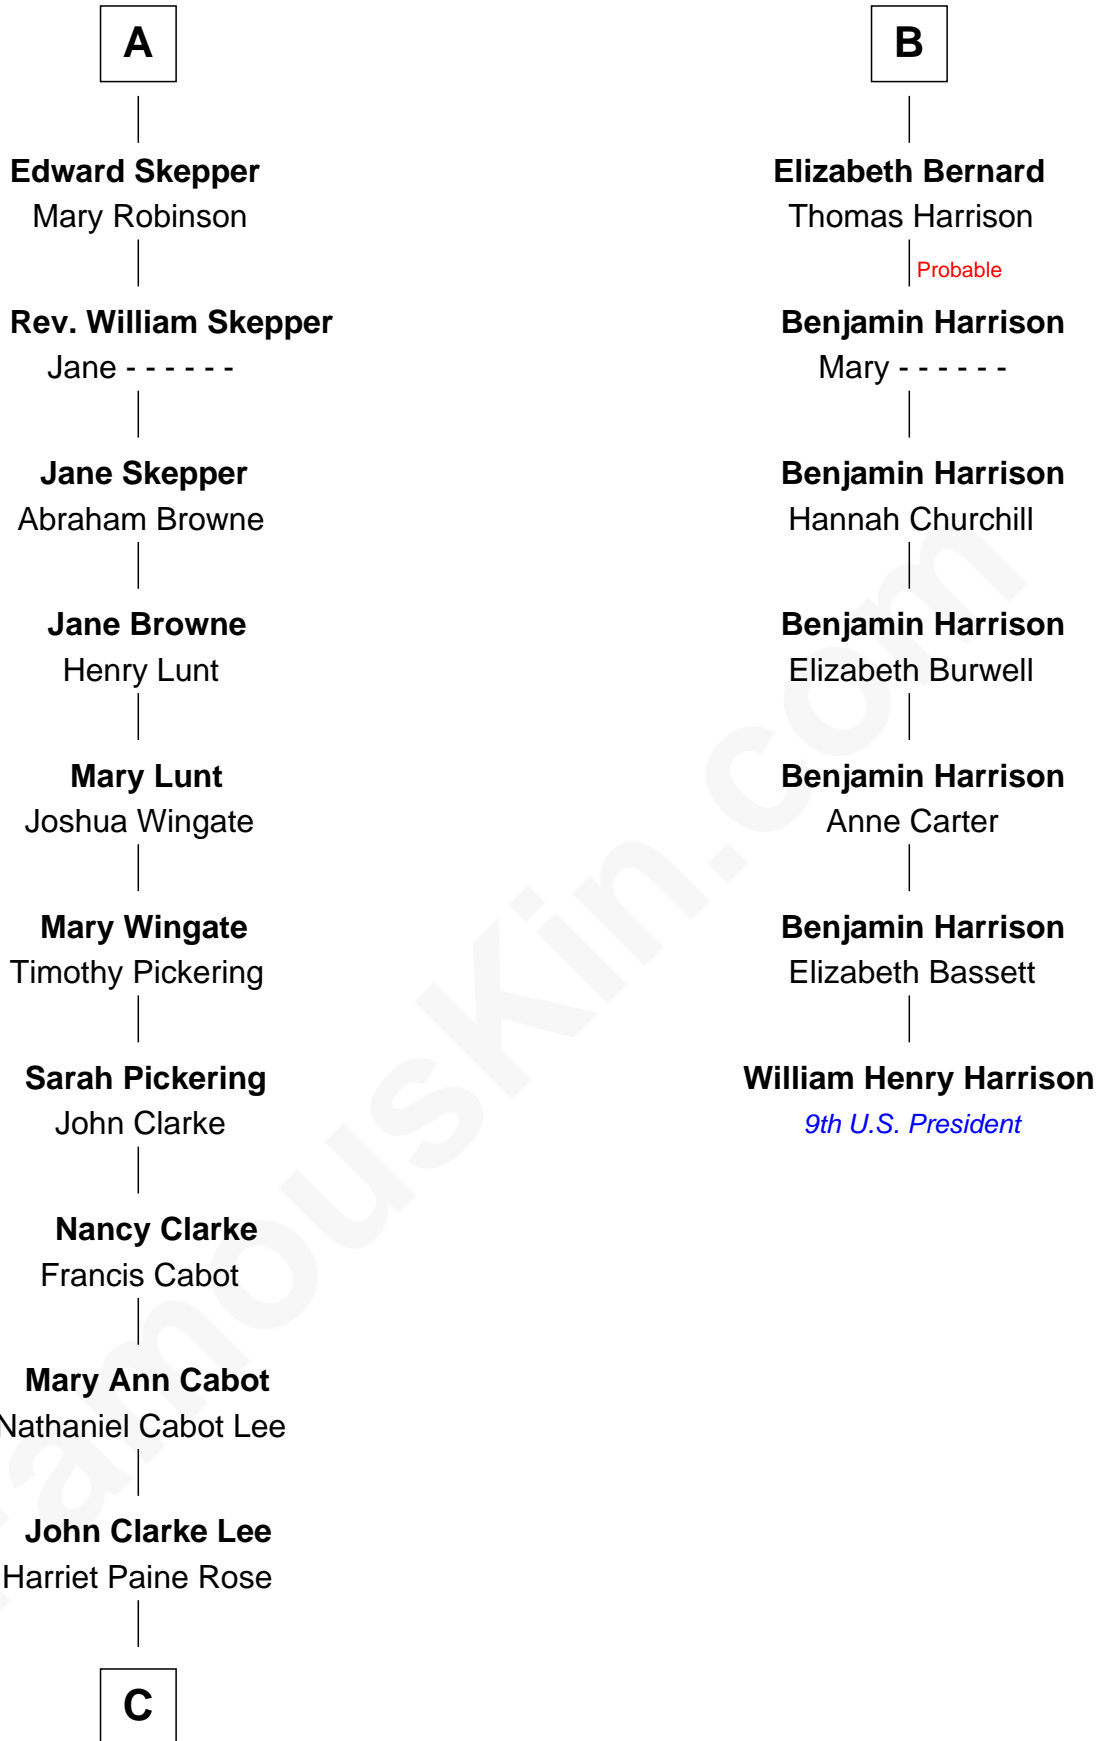 A
Edward Skepper
Mary Robinson
Rev. William Skepper
Jane - - - - - -
Jane Skepper
Abraham Browne
Jane Browne
Henry Lunt
Mary Lunt
Joshua Wingate
Mary Wingate
Timothy Pickering
Sarah Pickering
John Clarke
Nancy Clarke
Francis Cabot
Mary Ann Cabot
Nathaniel Cabot Lee
John Clarke Lee
Harriet Paine Rose
C
B
Elizabeth Bernard
Thomas Harrison
Probable
Benjamin Harrison
Mary - - - - - -
Benjamin Harrison
Hannah Churchill
Benjamin Harrison
Elizabeth Burwell
Benjamin Harrison
Anne Carter
Benjamin Harrison
Elizabeth Bassett
William Henry Harrison
9th U.S. President
FamousKin.com